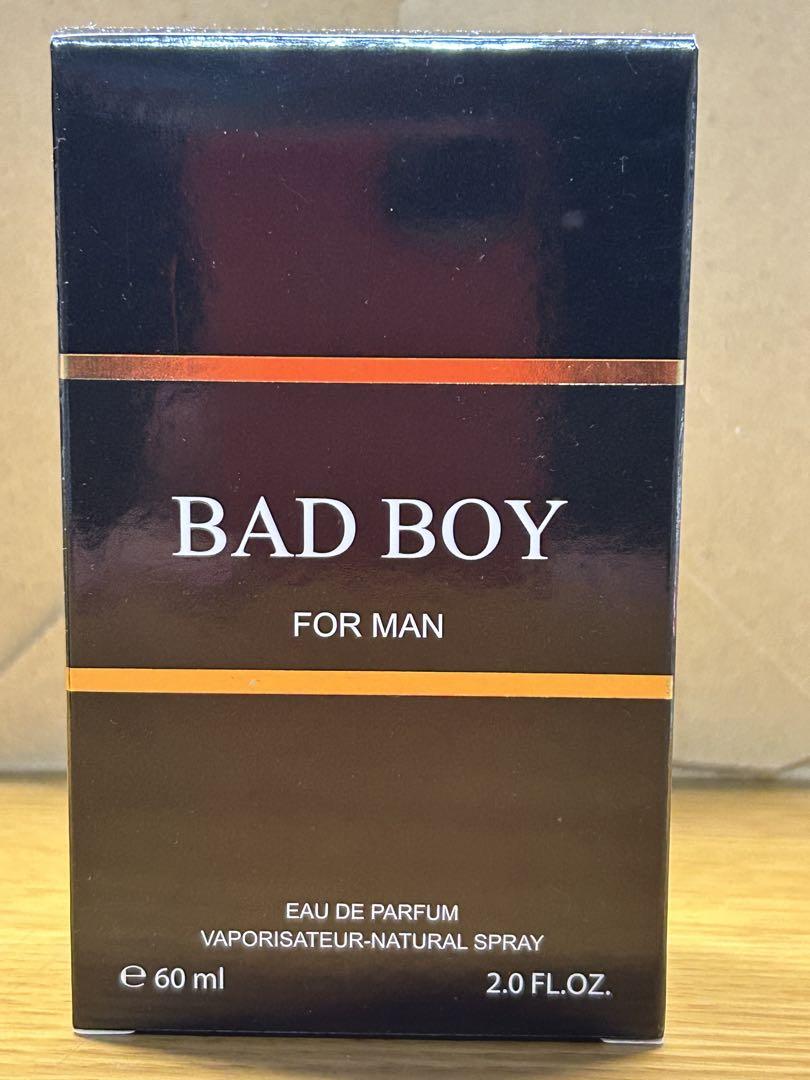 BAD BOY
FOR MAN
EAU DE PARFUM
VAPORISATEUR-NATURAL SPRAY
℮ 60 ml 2.0 FL.OZ.